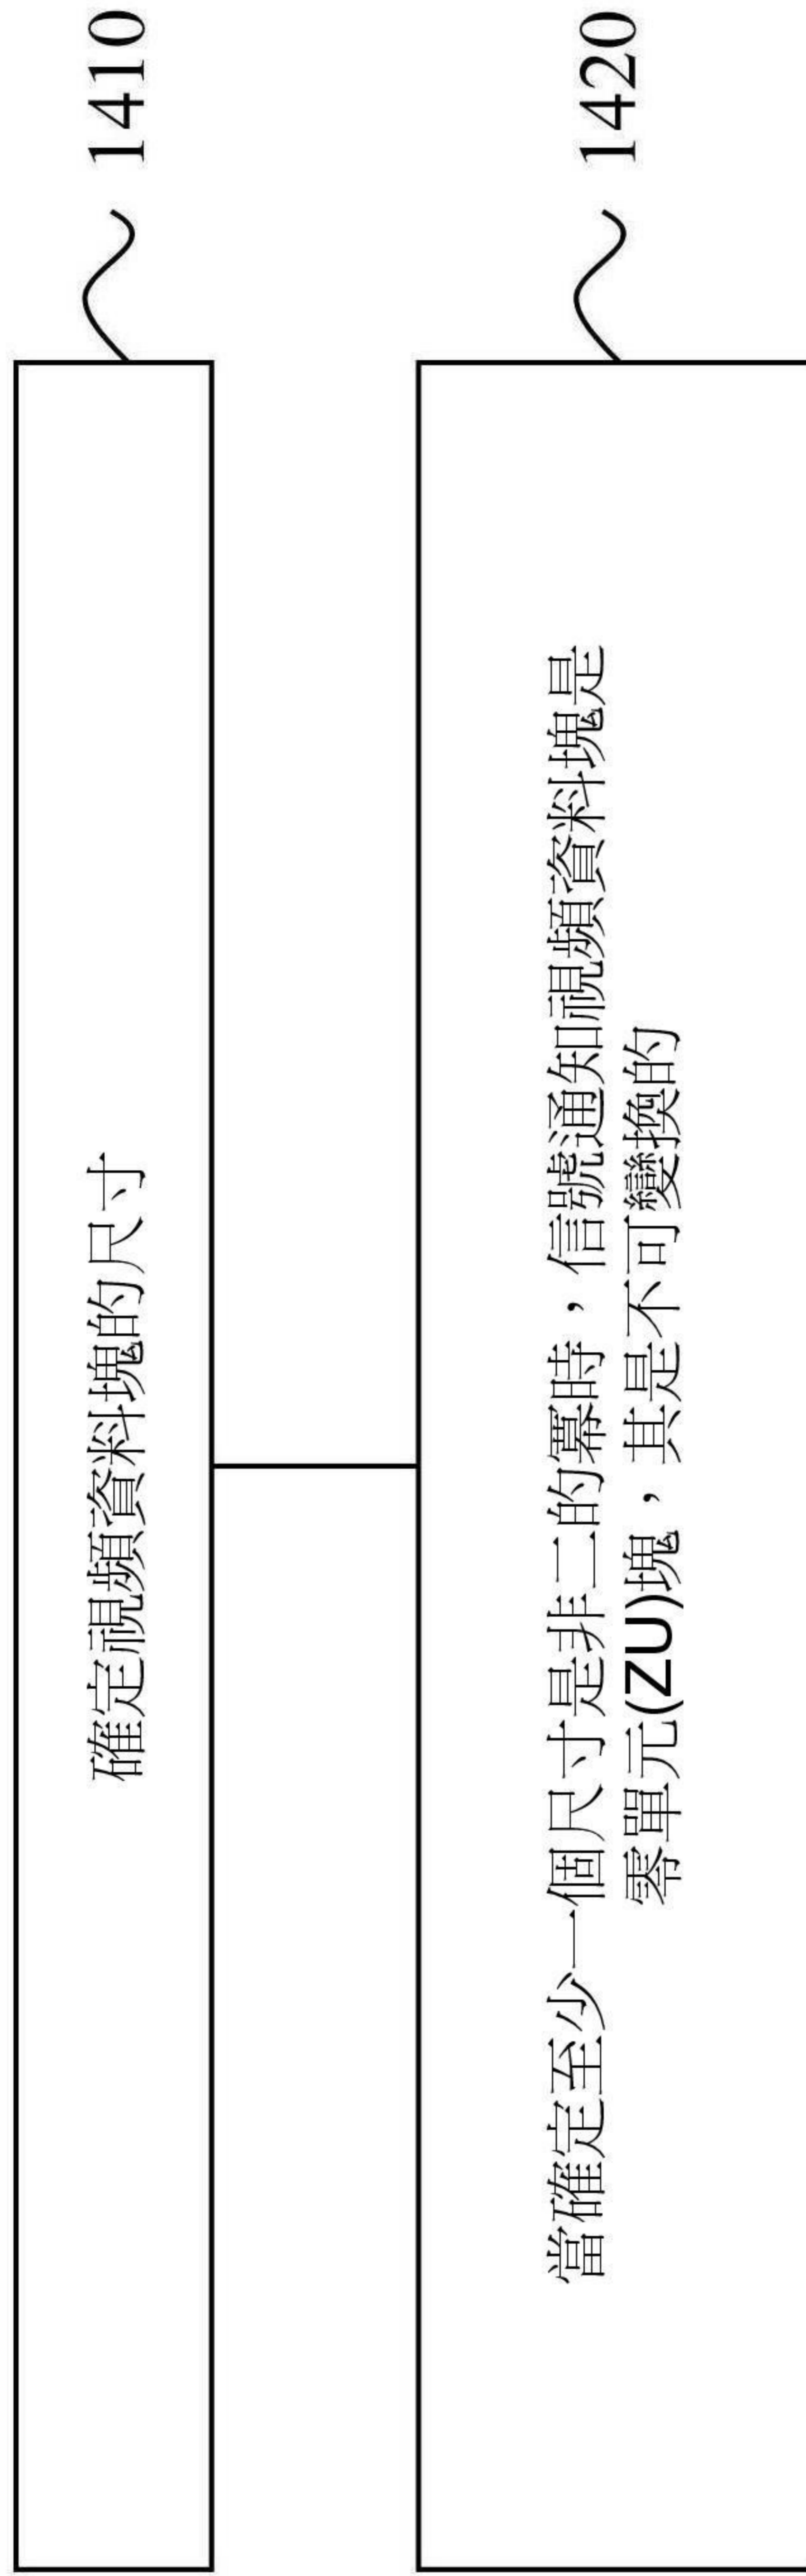 確定視頻資料塊的尺寸
1410
當確定至少一個尺寸是非二的冪時，信號通知視頻資料塊是
零單元(ZU)塊，其是不可變換的
1420